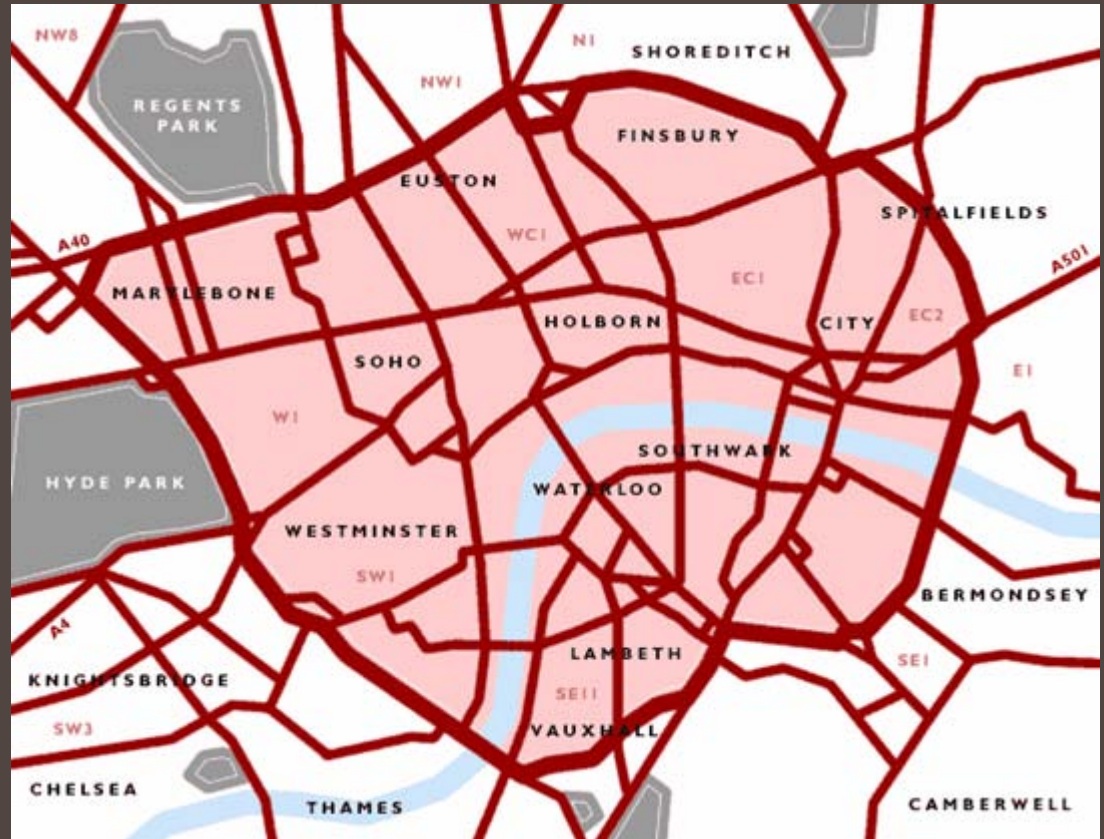 NW8
N1
SHOREDITCH
NW1
REGENTS
PARK
FINSBURY
EUSTON
SPITALFIELDS
WC1
A40
A501
EC1
MARYLEBONE
HOLBORN
CITY
EC2
SOHO
E1
W1
SOUTHWARK
HYDE PARK
WATERLOO
WESTMINSTER
SW1
BERMONDSEY
A4
LAMBETH
SE1
KNIGHTSBRIDGE
SE11
SW3
VAUXHALL
CHELSEA
THAMES
CAMBERWELL